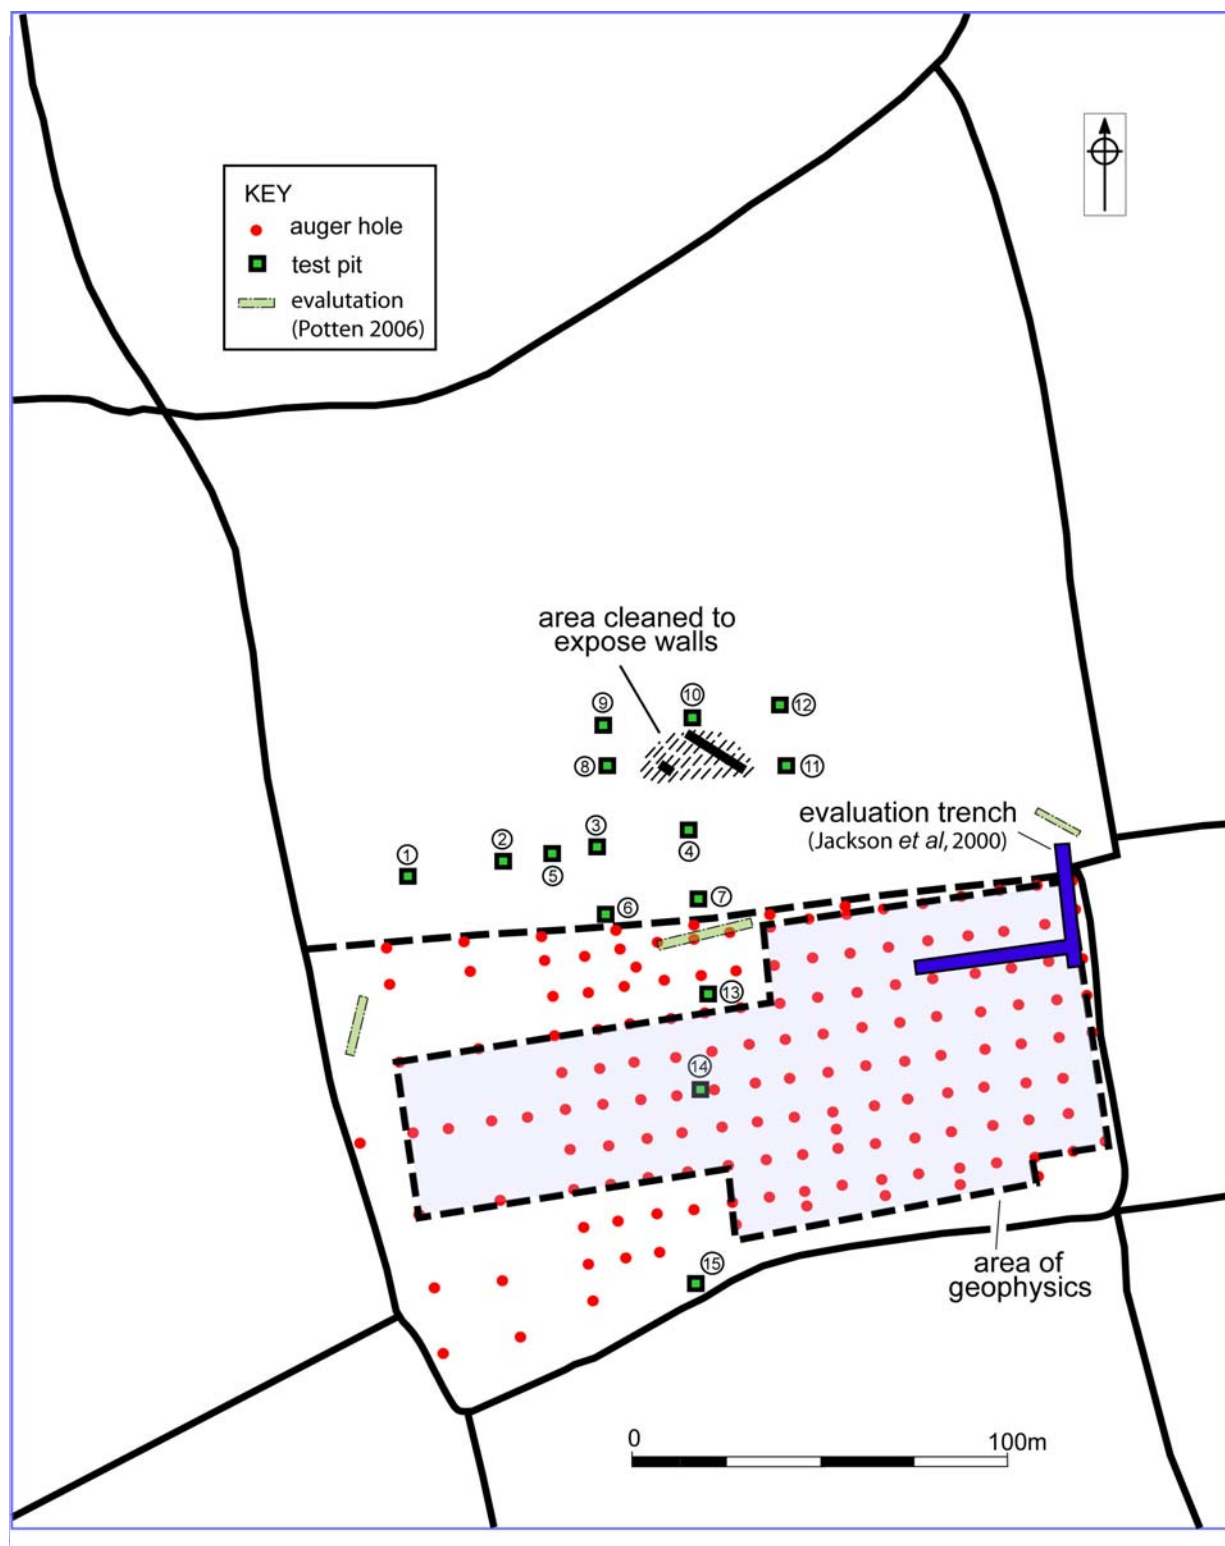 KEY
auger hole
test pit
evalutation
(Potten 2006)
area cleaned to
expose walls
9
10
12
8
11
evaluation trench
(Jackson et al, 2000)
3
2
1
5
4
7
6
13
14
area of
geophysics
15
0
100m